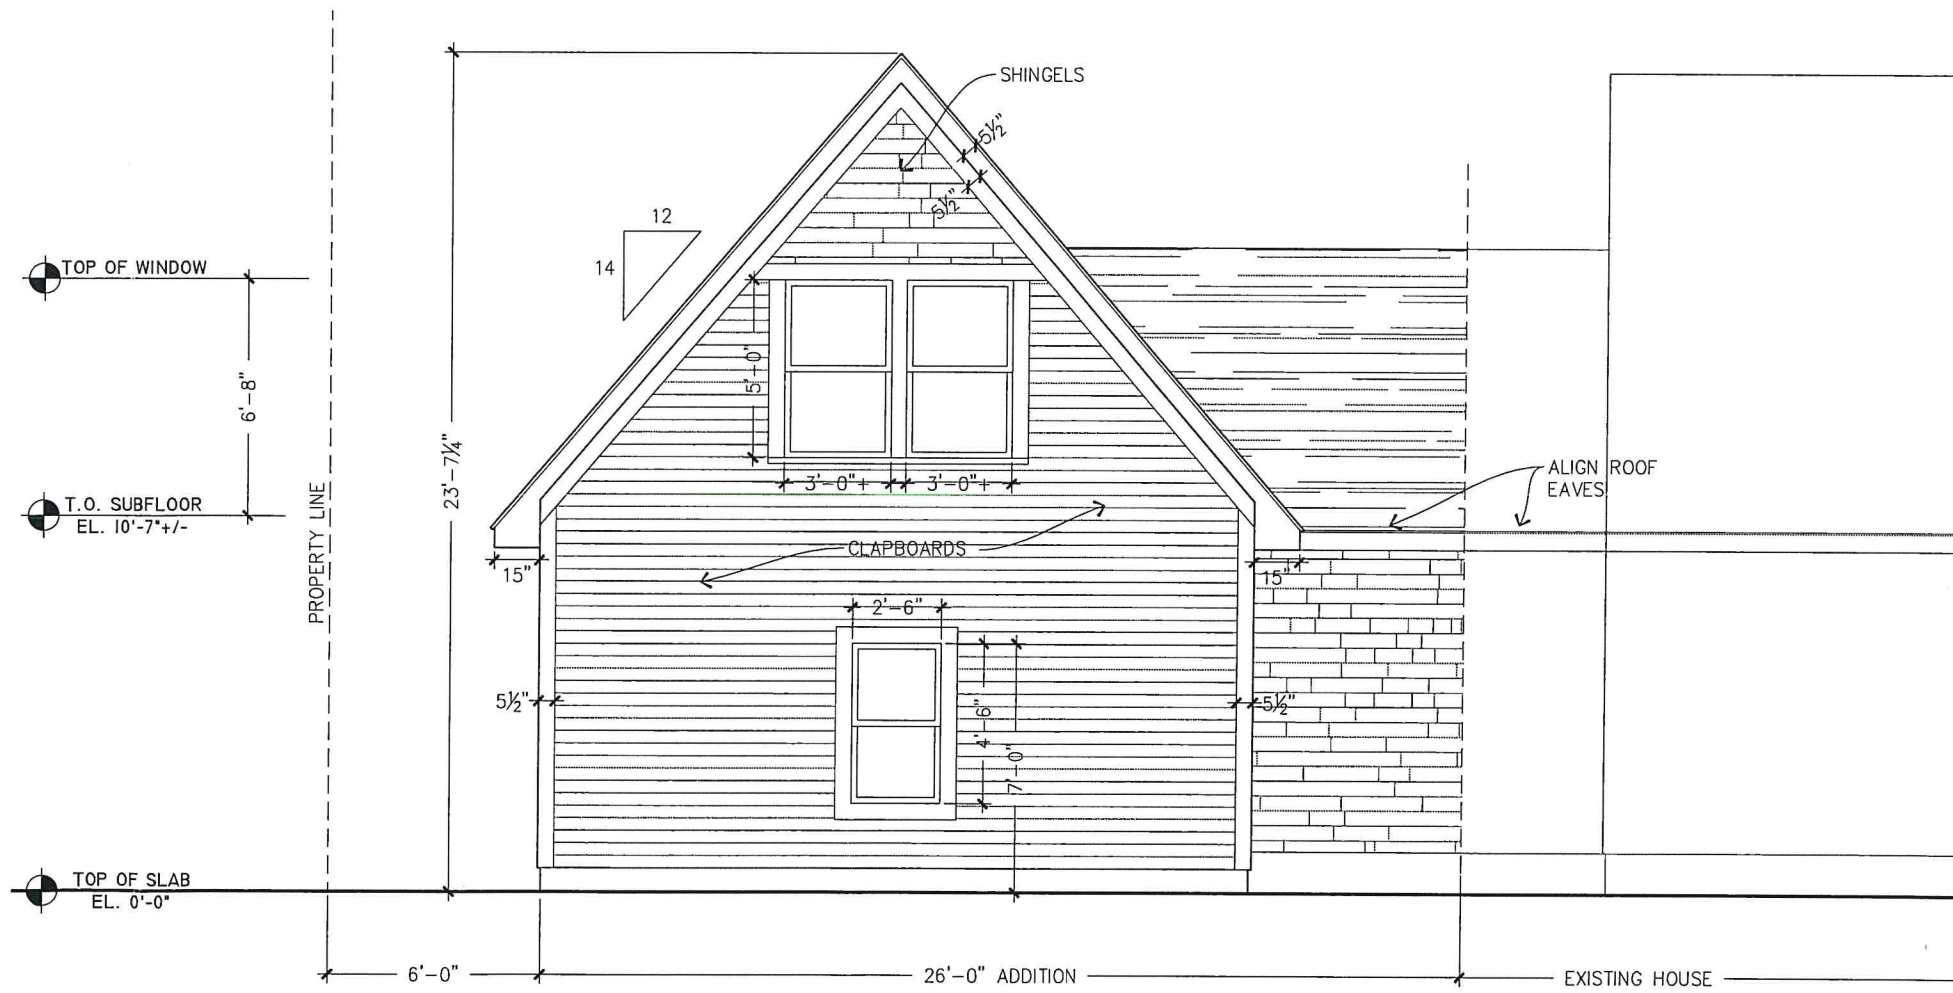 SHINGELS
5½"
5½"
12
14
TOP OF WINDOW
6'-8"
23'-7¼"
5'-0"
3'-0"+
3'-0"+
ALIGN ROOF
EAVES
T.O. SUBFLOOR
EL. 10'-7"+/-
PROPERTY LINE
CLAPBOARDS
15"
15"
2'-6"
5½"
5½"
4'-6"
7'-0"
TOP OF SLAB
EL. 0'-0"
6'-0"
26'-0" ADDITION
EXISTING HOUSE